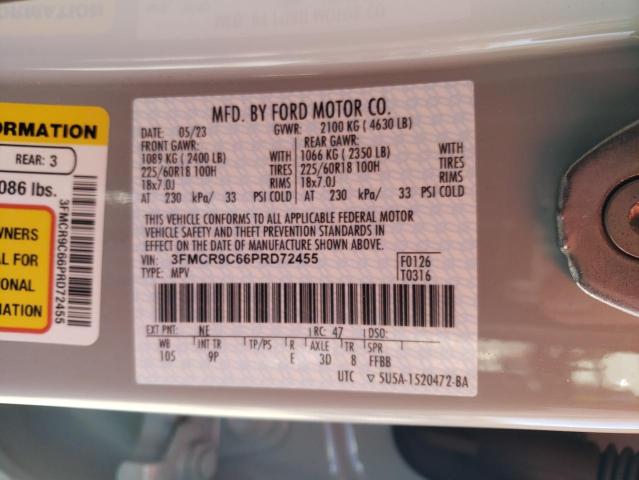 ORMATION
REAR: 3
086 lbs.
WNERS
AL FOR
TIONAL
MATION
3FMCR9C66PRD72455
MFD. BY FORD MOTOR CO.
DATE: 05/23 GVWR: 2100 KG ( 4630 LB)
FRONT GAWR: REAR GAWR:
1089 KG ( 2400 LB) WITH 1066 KG ( 2350 LB) WITH
225/60R18 100H TIRES 225/60R18 100H TIRES
18x7.0J RIMS 18x7.0J RIMS
AT 230 kPa/ 33 PSI COLD AT 230 kPa/ 33 PSI COLD
THIS VEHICLE CONFORMS TO ALL APPLICABLE FEDERAL MOTOR
VEHICLE SAFETY AND THEFT PREVENTION STANDARDS IN
EFFECT ON THE DATE OF MANUFACTURE SHOWN ABOVE.
VIN: 3FMCR9C66PRD72455 F0126
TYPE: MPV T0316
EXT PNT: NE RC: 47 DSO:
WB INT TR TP/PS R AXLE TR SPR
105 9P E 3D 8 FFBB
UTC ▽ 5U5A-1520472-BA